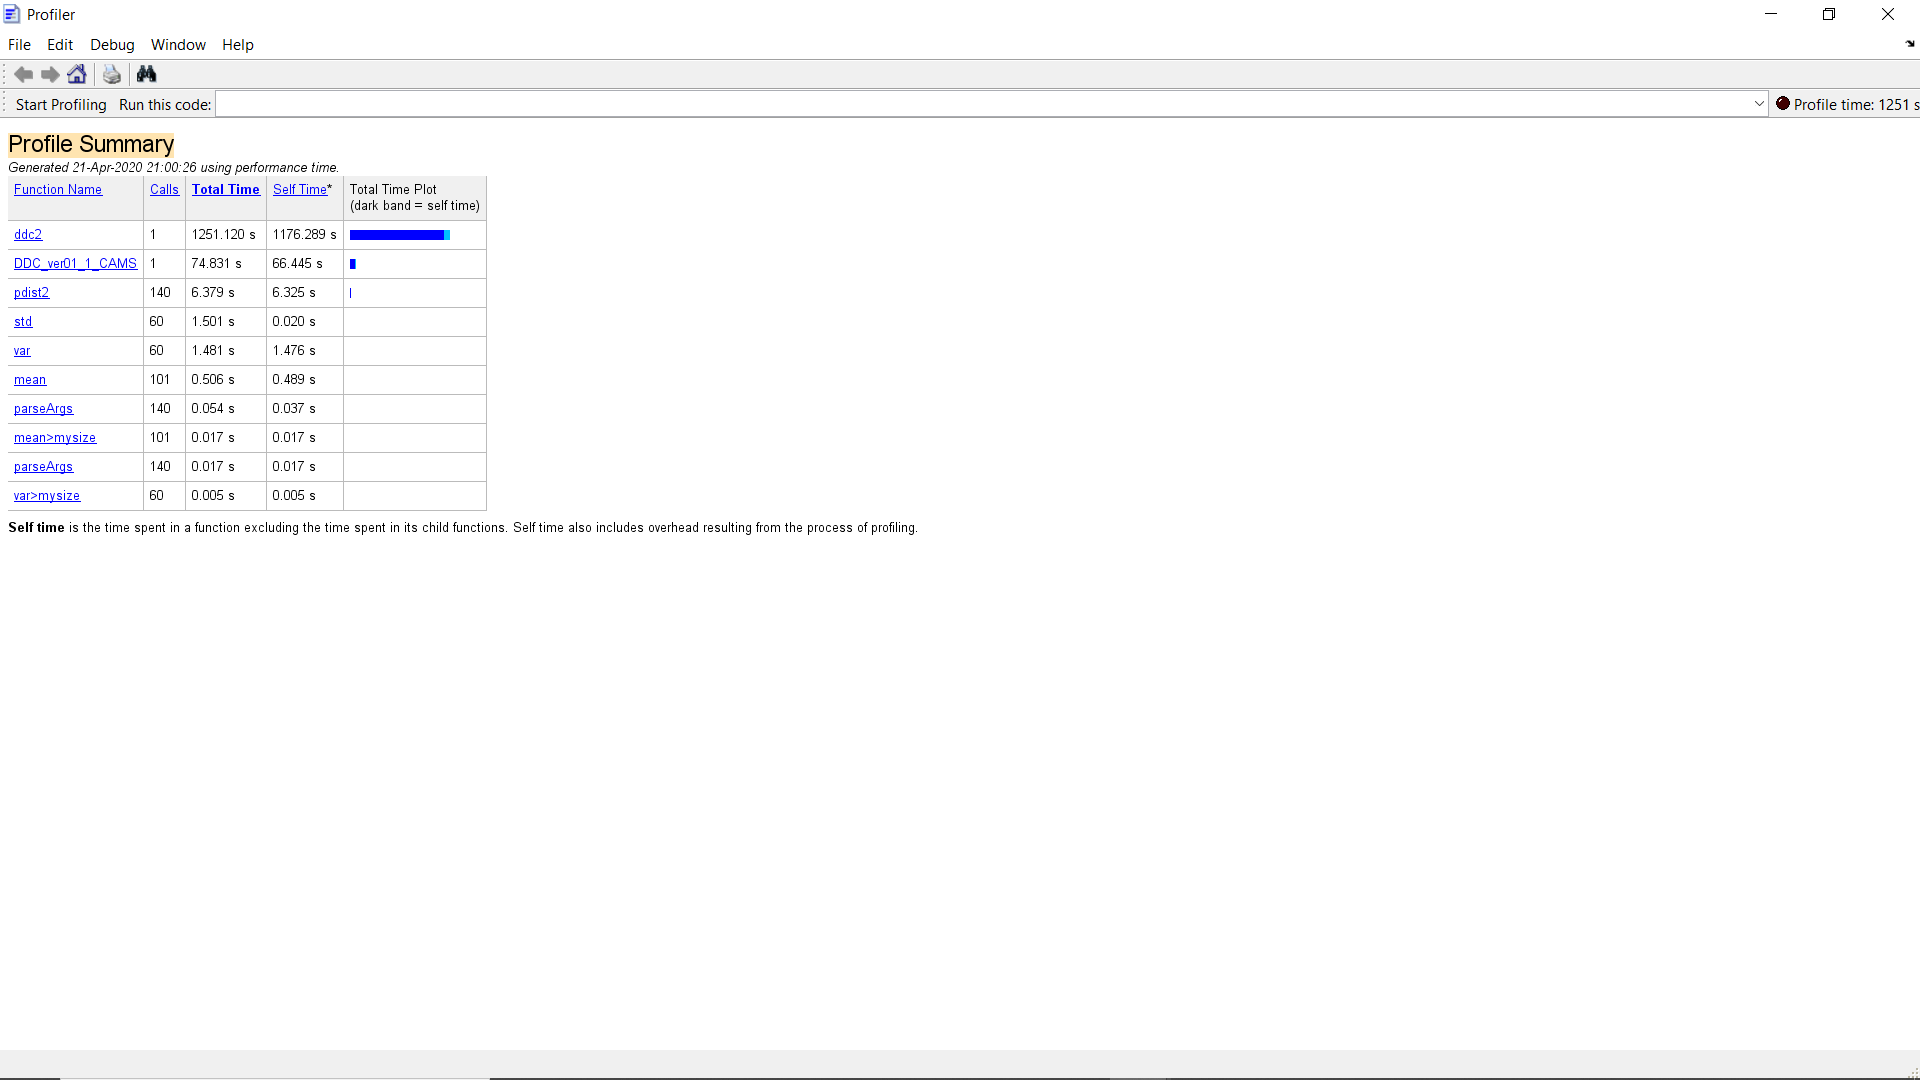 Profiler
File Edit Debug Window Help
Start Profiling Run this code: Profile time: 1251 s
Profile Summary
Generated 21-Apr-2020 21:00:26 using performance time.
Function Name Calls Total Time Self Time* Total Time Plot
(dark band = self time)
ddc2 1 1251.120 s 1176.289 s
DDC_ver01_1_CAMS 1 74.831 s 66.445 s
pdist2 140 6.379 s 6.325 s
std 60 1.501 s 0.020 s
var 60 1.481 s 1.476 s
mean 101 0.506 s 0.489 s
parseArgs 140 0.054 s 0.037 s
mean>mysize 101 0.017 s 0.017 s
parseArgs 140 0.017 s 0.017 s
var>mysize 60 0.005 s 0.005 s
Self time is the time spent in a function excluding the time spent in its child functions. Self time also includes overhead resulting from the process of profiling.